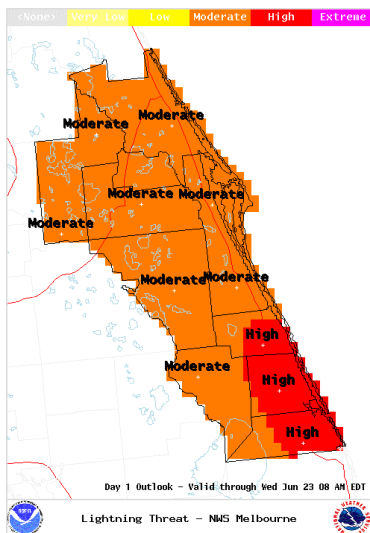 <None> Very Low Low Moderate High Extreme
Moderate
Moderate
Moderate Moderate
Moderate
Moderate Moderate
High
Moderate
High
High
Day 1 Outlook - Valid through Wed Jun 23 08 AM EDT
Lightning Threat - NWS Melbourne